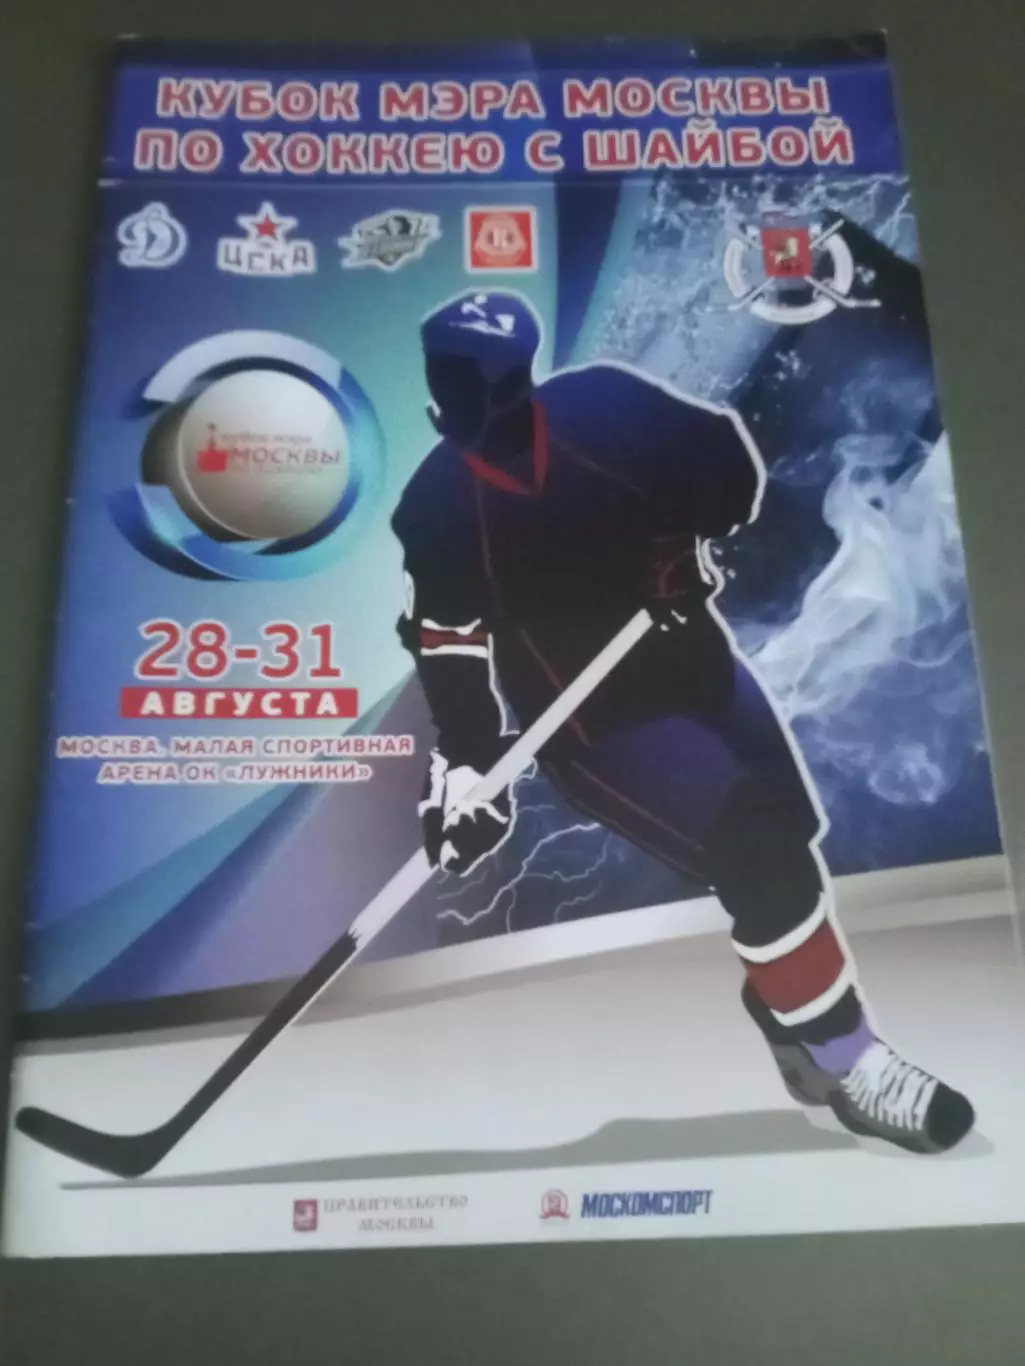 КУБОК МЭРА МОСКВЫ
ПО ХОККЕЮ С ШАЙБОЙ
ЦСКА
КУБОК МЭРА
МОСКВЫ
28-31
АВГУСТА
МОСКВА. МАЛАЯ СПОРТИВНАЯ
АРЕНА ОК «ЛУЖНИКИ»
ПРАВИТЕЛЬСТВО
МОСКВЫ
МОСКОМСПОРТ